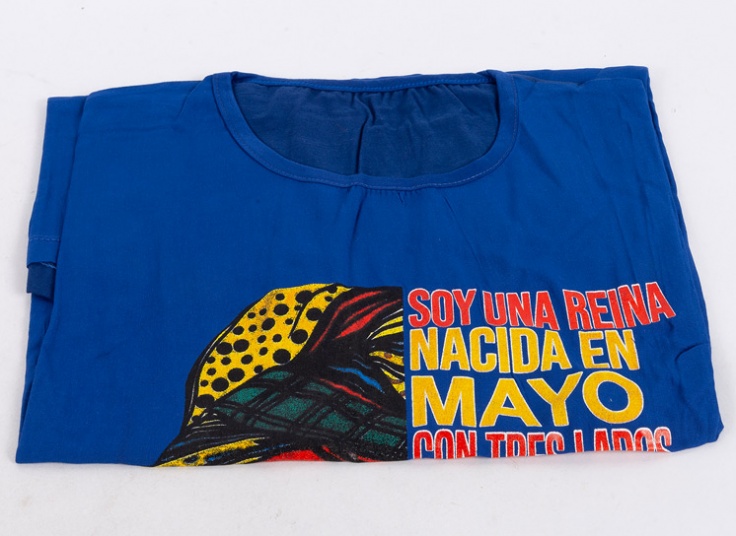 SOY UNA REINA
NACIDA EN
MAYO
CON TRES LADOS